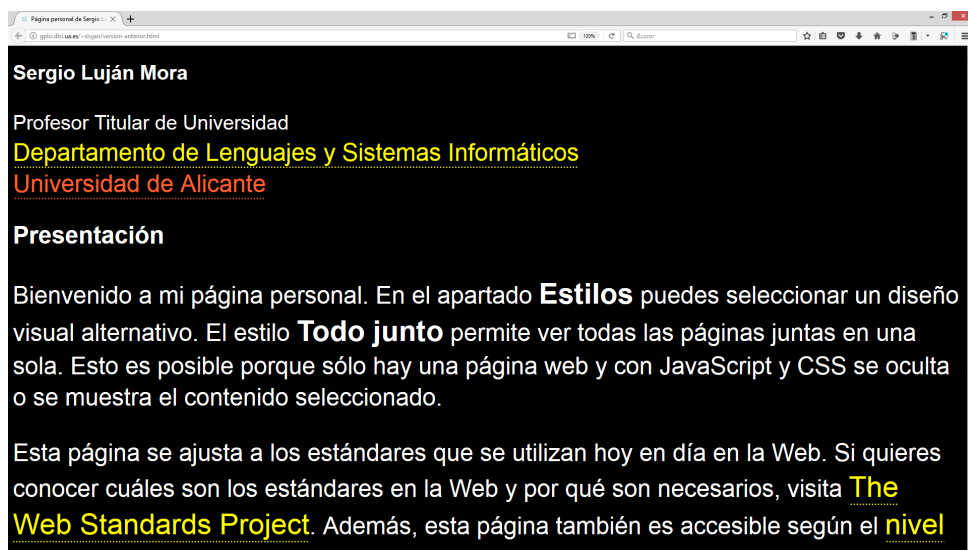 Página personal de Sergio L
gplsi.dlsi.ua.es/~slujan/version-anterior.html
120%
Buscar
Sergio Luján Mora
Profesor Titular de Universidad
Departamento de Lenguajes y Sistemas Informáticos
Universidad de Alicante
Presentación
Bienvenido a mi página personal. En el apartado Estilos puedes seleccionar un diseño
visual alternativo. El estilo Todo junto permite ver todas las páginas juntas en una
sola. Esto es posible porque sólo hay una página web y con JavaScript y CSS se oculta
o se muestra el contenido seleccionado.
Esta página se ajusta a los estándares que se utilizan hoy en día en la Web. Si quieres
conocer cuáles son los estándares en la Web y por qué son necesarios, visita The
Web Standards Project. Además, esta página también es accesible según el nivel